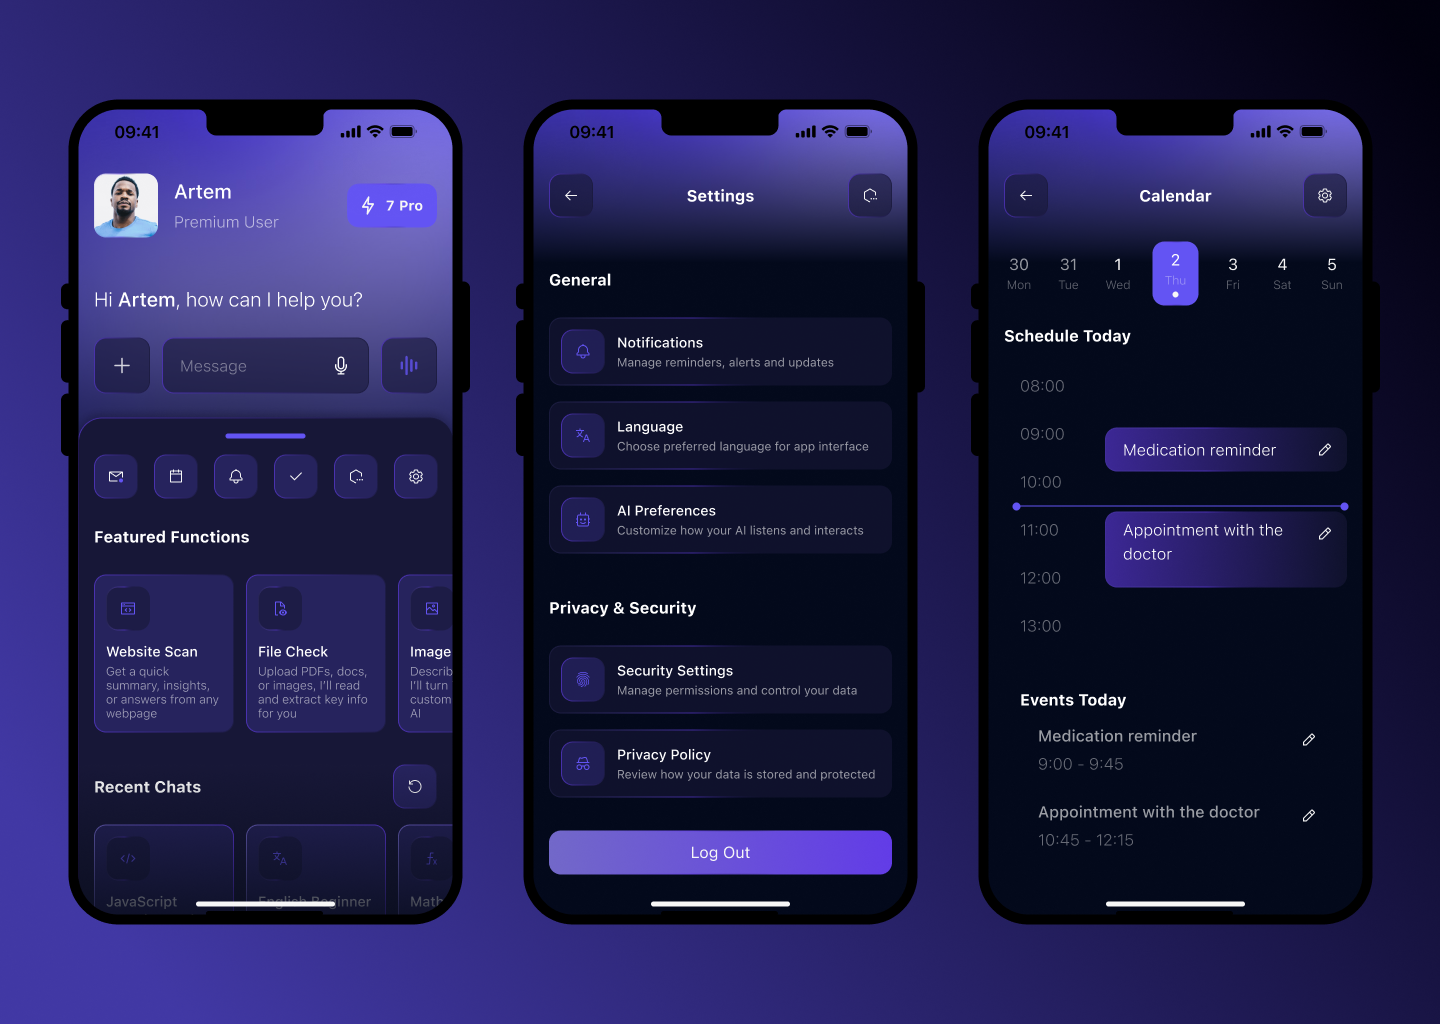 09:41
Artem
Premium User
7 Pro
Hi Artem, how can I help you?
Message
Featured Functions
Website Scan
Get a quick
summary, insights,
or answers from any
webpage
File Check
Upload PDFs, docs,
or images, I'll read
and extract key info
for you
Image
Describ
I'll turn
custom
AI
Recent Chats
JavaScript
English Beginner
Math
09:41
Settings
General
Notifications
Manage reminders, alerts and updates
Language
Choose preferred language for app interface
AI Preferences
Customize how your AI listens and interacts
Privacy & Security
Security Settings
Manage permissions and control your data
Privacy Policy
Review how your data is stored and protected
Log Out
09:41
Calendar
30 31 1 2 3 4 5
Mon Tue Wed Thu Fri Sat Sun
Schedule Today
08:00
09:00
Medication reminder
10:00
11:00
Appointment with the
doctor
12:00
13:00
Events Today
Medication reminder
9:00 - 9:45
Appointment with the doctor
10:45 - 12:15